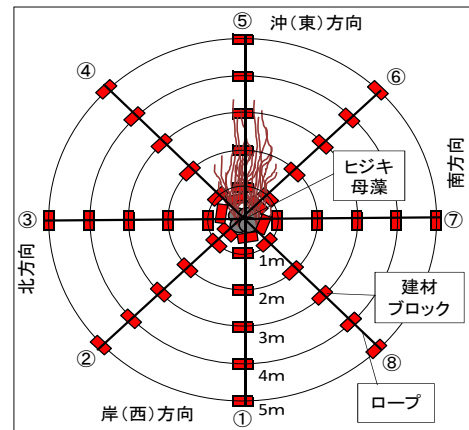 ⑤
沖(東)方向
④
⑥
ヒジキ
母藻
南方向
③
⑦
北方向
1m
2m
3m
4m
5m
建材
ブロック
②
⑧
ロープ
岸(西)方向
①